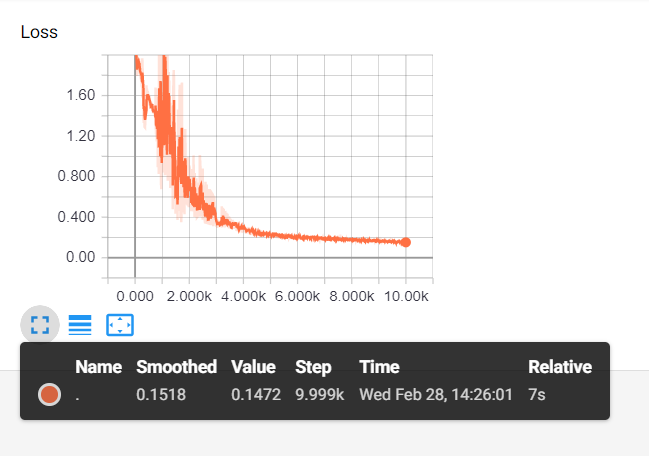 Loss
1.60
1.20
0.800
0.400
0.00
0.000 2.000k 4.000k 6.000k 8.000k 10.00k
Name Smoothed Value Step Time Relative
. 0.1518 0.1472 9.999k Wed Feb 28, 14:26:01 7s